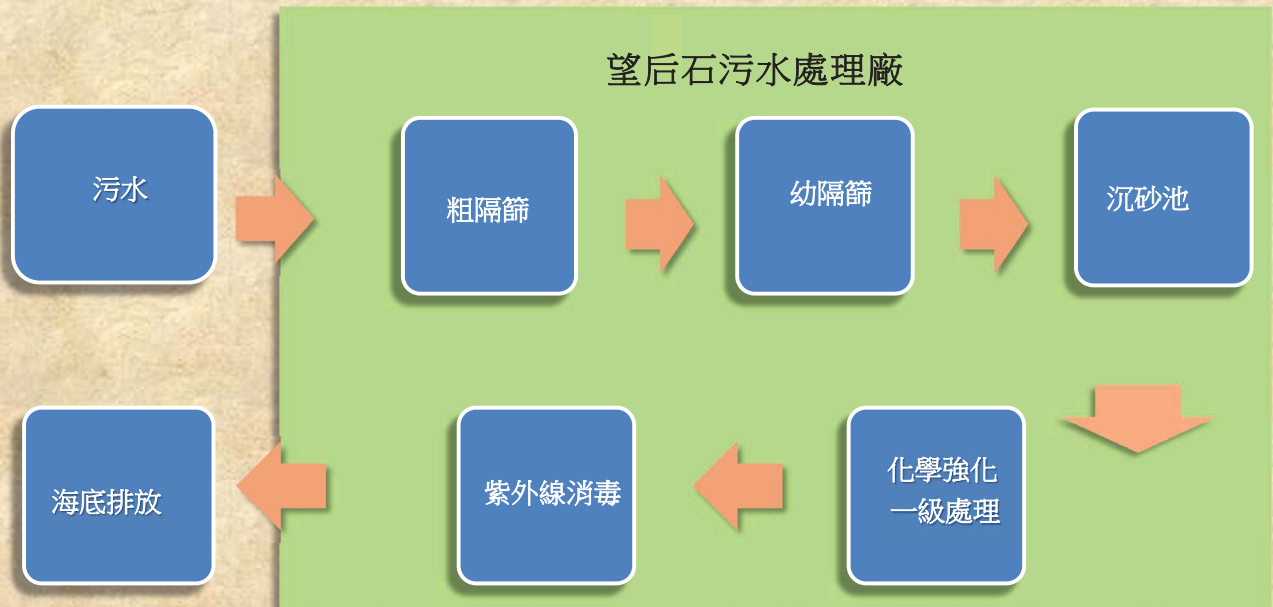 望后石污水處理廠
污水
粗隔篩
幼隔篩
沉砂池
化學強化
一級處理
紫外線消毒
海底排放